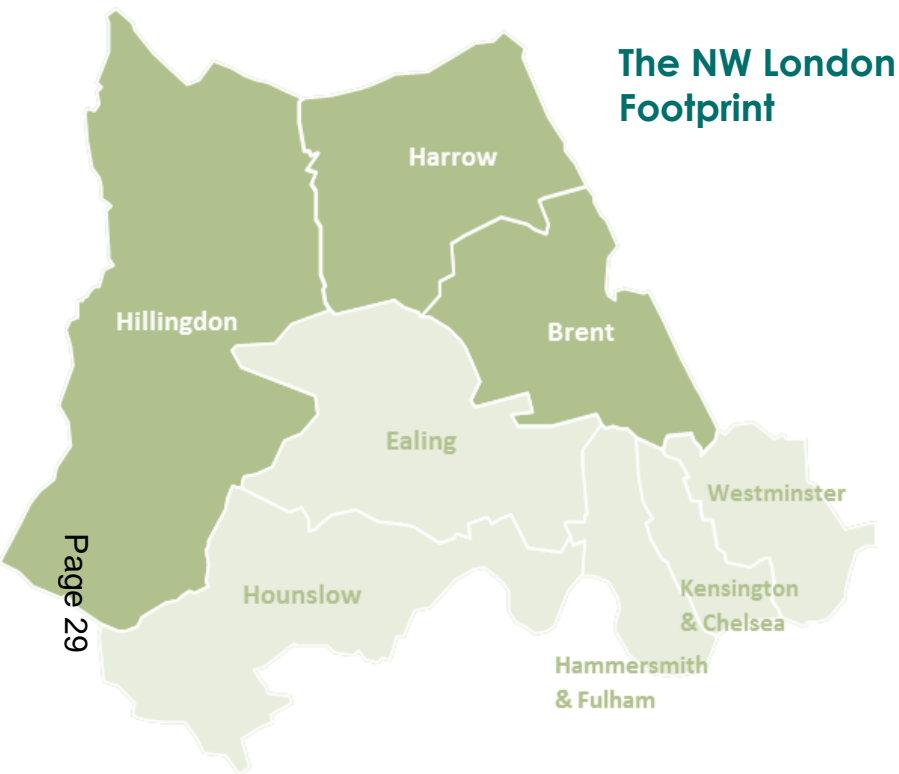 The NW London
Footprint
Harrow
Hillingdon
Brent
Ealing
Westminster
Hounslow
Kensington
& Chelsea
Hammersmith
& Fulham
Page 29